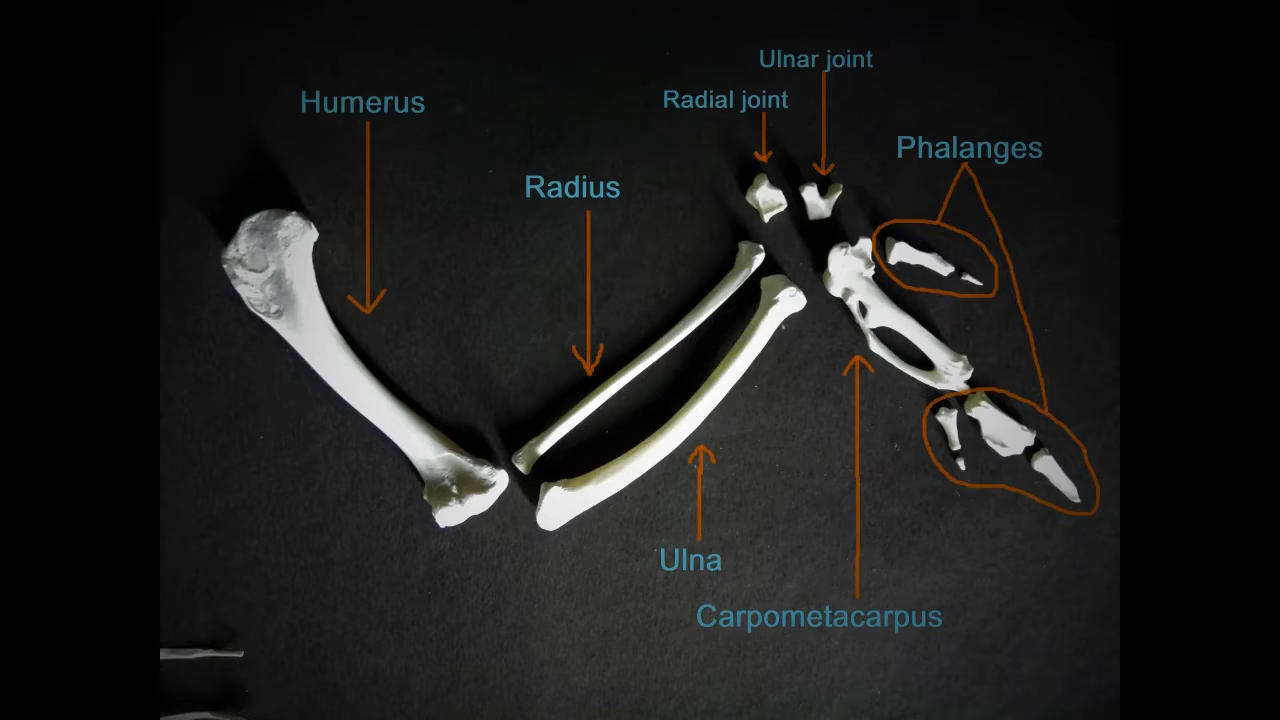 Ulnar joint
Radial joint
Humerus
Phalanges
Radius
Ulna
Carpometacarpus